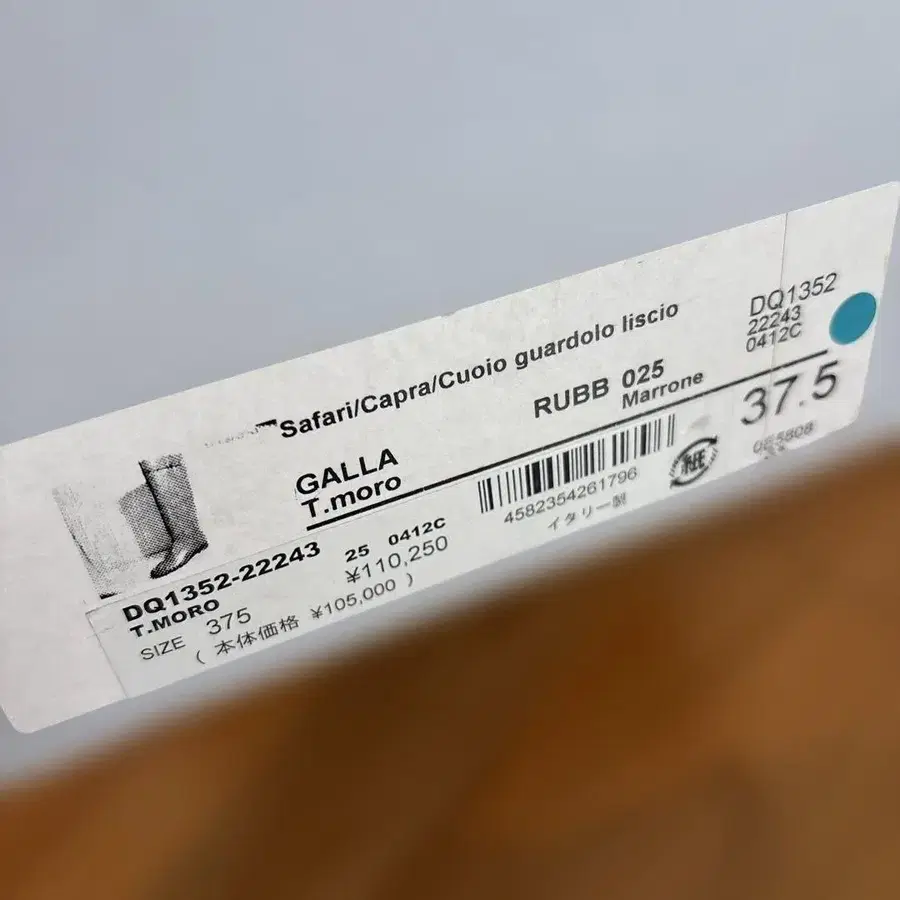 Safari/Capra/Cuoio guardolo liscio
DQ1352
22243
0412C
GALLA
T.moro
RUBB 025
Marrone
37.5
4582354261796
イタリー製
DQ1352-22243
25 0412C
T.MORO
¥110,250
SIZE 375
( 本体価格 ¥105,000 )